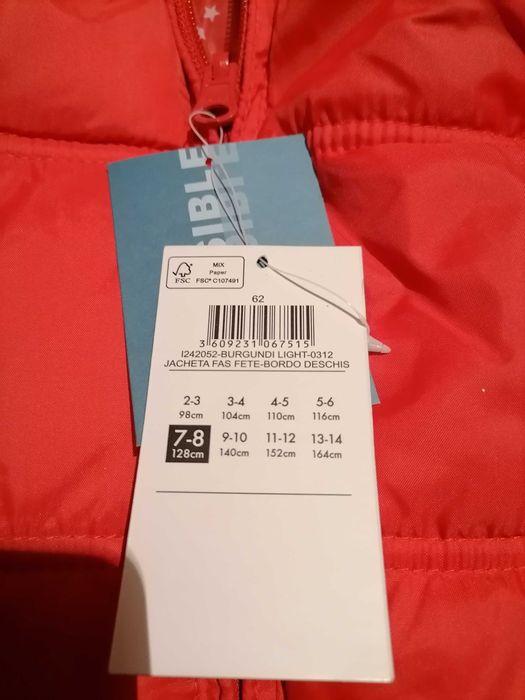 SIBLE
SIBLE
MIX
Paper
FSC
FSC® C107491
62
3 609231 067515
I242052-BURGUNDI LIGHT-0312
JACHETA FAS FETE-BORDO DESCHIS
2-3 3-4 4-5 5-6
98cm 104cm 110cm 116cm
7-8 9-10 11-12 13-14
128cm 140cm 152cm 164cm